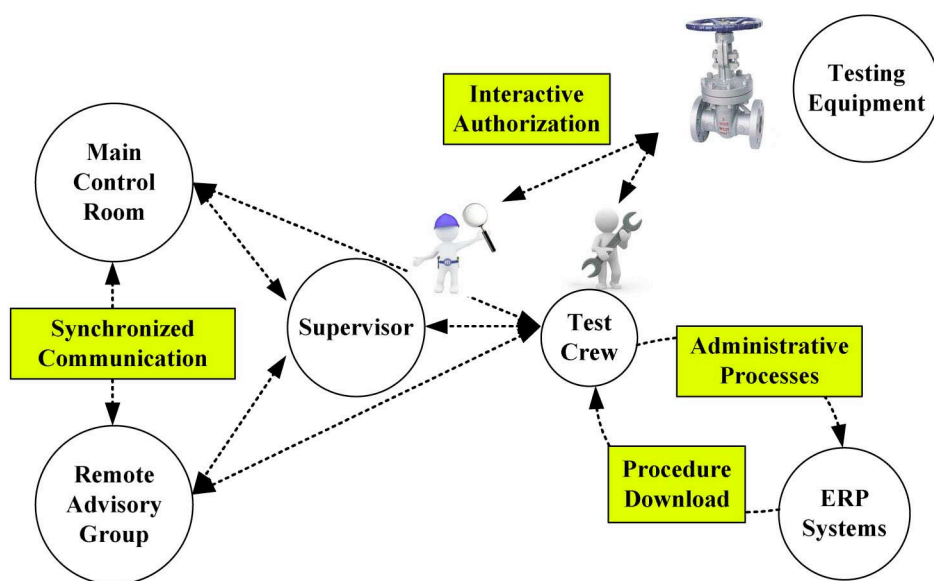 Testing
Equipment
Interactive
Authorization
Main
Control
Room
Synchronized
Communication
Supervisor
Test
Crew
Administrative
Processes
Remote
Advisory
Group
Procedure
Download
ERP
Systems